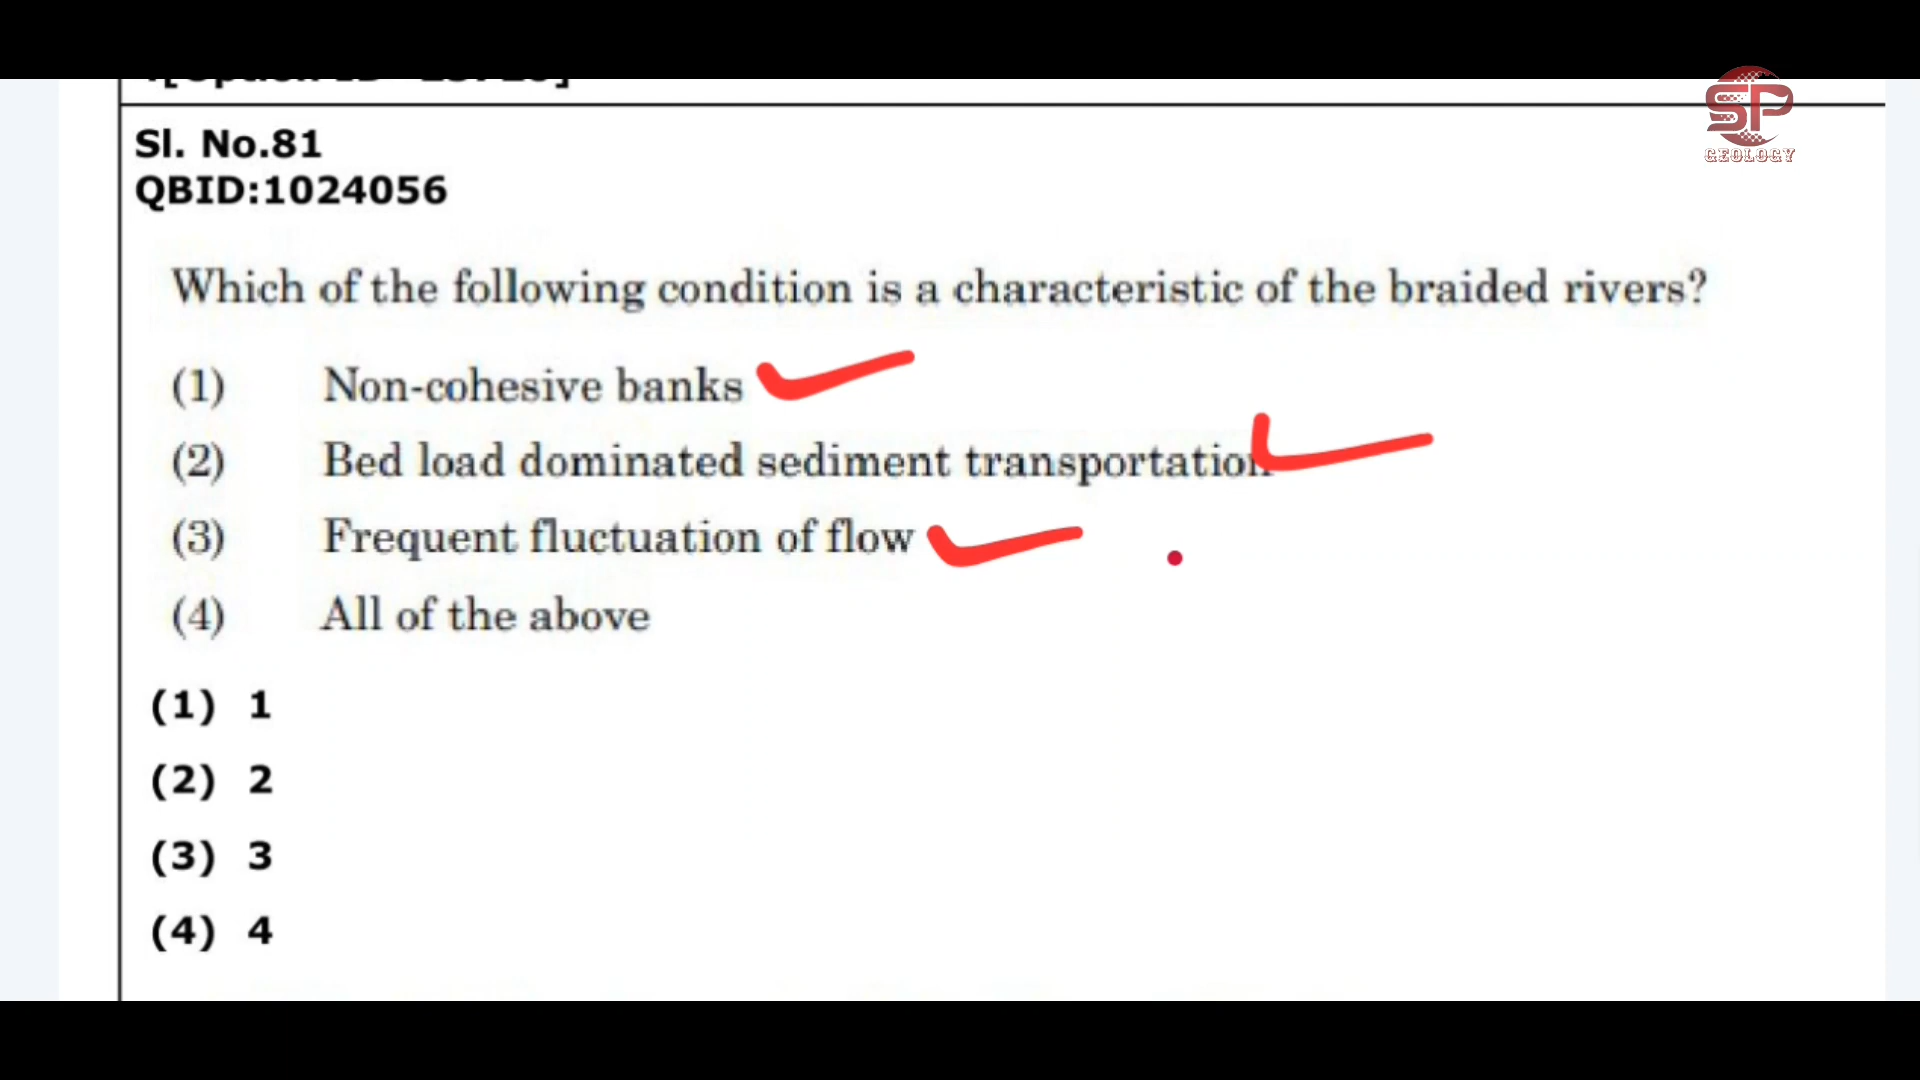 SP
GEOLOGY
Sl. No.81
QBID:1024056
Which of the following condition is a characteristic of the braided rivers?
(1) Non-cohesive banks
(2) Bed load dominated sediment transportation
(3) Frequent fluctuation of flow
(4) All of the above
(1) 1
(2) 2
(3) 3
(4) 4